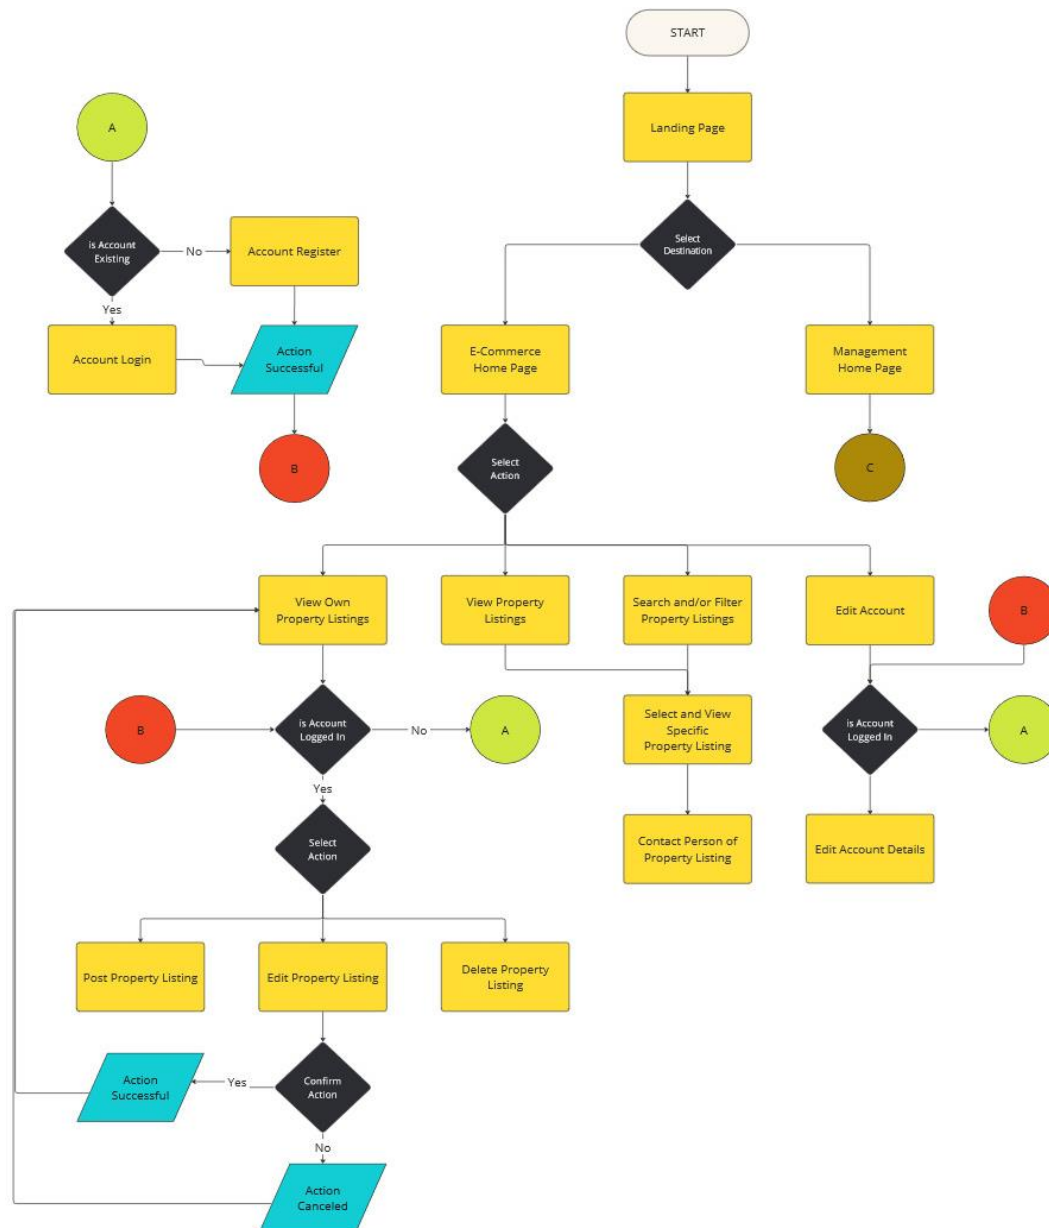 START
Landing Page
A
Select
Destination
is Account
Existing
No
Account Register
Yes
Account Login
Action
Successful
E-Commerce
Home Page
Management
Home Page
B
Select
Action
C
View Own
Property Listings
View Property
Listings
Search and/or Filter
Property Listings
Edit Account
B
B
is Account
Logged In
No
A
Select and View
Specific
Property Listing
is Account
Logged In
A
Yes
Select
Action
Contact Person of
Property Listing
Edit Account Details
Post Property Listing
Edit Property Listing
Delete Property
Listing
Action
Successful
Yes
Confirm
Action
No
Action
Canceled